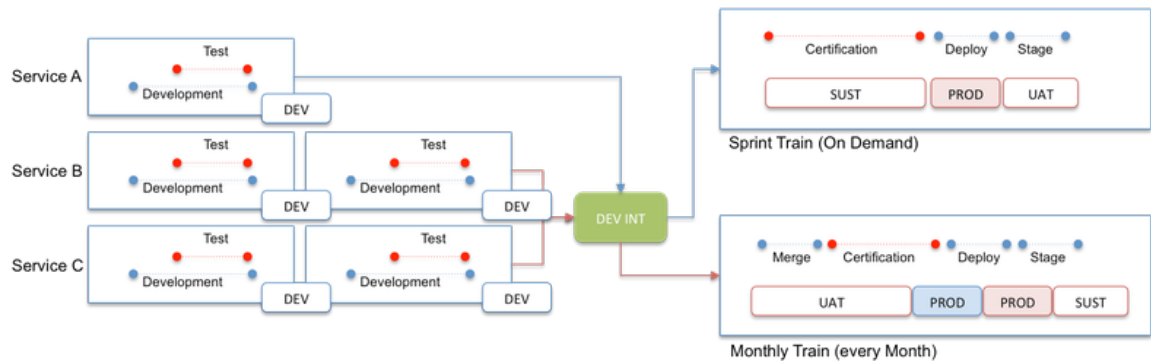 Service A
Test
Development
DEV
Service B
Test
Development
DEV
Test
Development
DEV
Service C
Test
Development
DEV
Test
Development
DEV
DEV INT
Certification
Deploy
Stage
SUST
PROD
UAT
Sprint Train (On Demand)
Merge
Certification
Deploy
Stage
UAT
PROD
PROD
SUST
Monthly Train (every Month)